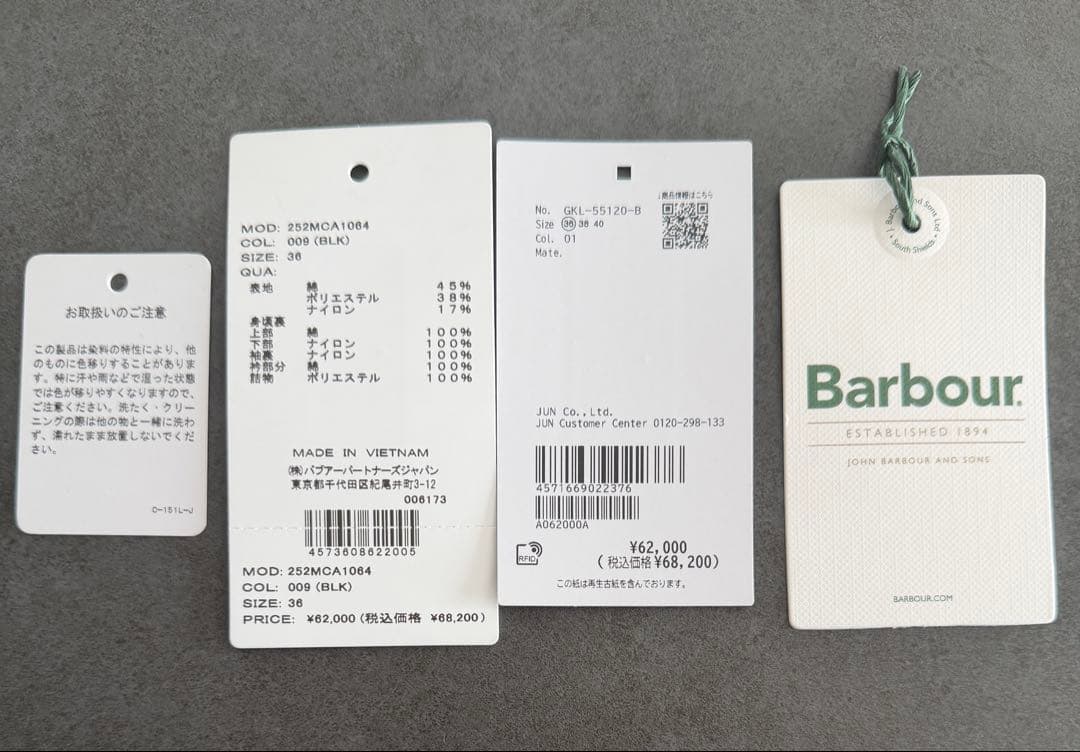 お取扱いのご注意
この製品は染料の特性により、他
のものに色移りすることがありま
す。特に汗や雨などで湿った状態
では色が移りやすくなりますので、
ご注意ください。洗たく・クリー
ニングの際は他の物と一緒に洗わ
ず、濡れたまま放置しないでくだ
さい。
D-151L-J
MOD: 252MCA1064
COL: 009 (BLK)
SIZE: 36
QUA:
表地 綿 45%
ポリエステル 38%
ナイロン 17%
身頃裏
上部 綿 100%
下部 ナイロン 100%
袖裏 ナイロン 100%
衿部分 綿 100%
詰物 ポリエステル 100%
MADE IN VIETNAM
(株)バブアーパートナーズジャパン
東京都千代田区紀尾井町3-12
006173
4573608622005
MOD: 252MCA1064
COL: 009 (BLK)
SIZE: 36
PRICE: ¥62,000 (税込価格 ¥68,200)
↓商品情報はこちら
No. GKL-55120-B
Size 36 38 40
Col. 01
Mate.
JUN Co., Ltd.
JUN Customer Center 0120-298-133
4571669022376
A062000A
RFID
¥62,000
(税込価格 ¥68,200)
この紙は再生古紙を含んでおります。
J. Barbour and Sons Ltd
• South Shields •
Barbour.
ESTABLISHED 1894
JOHN BARBOUR AND SONS
BARBOUR.COM